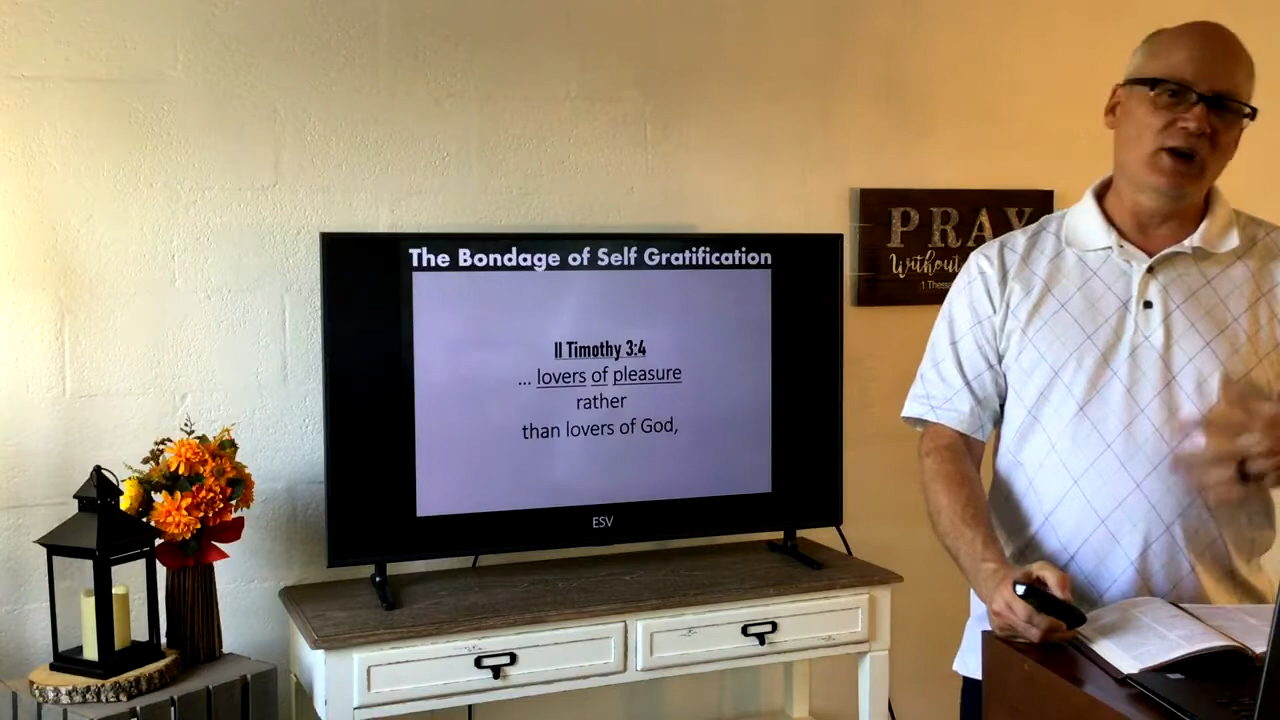 The Bondage of Self Gratification
II Timothy 3:4
... lovers of pleasure
rather
than lovers of God,
ESV
PRAY
Without
1